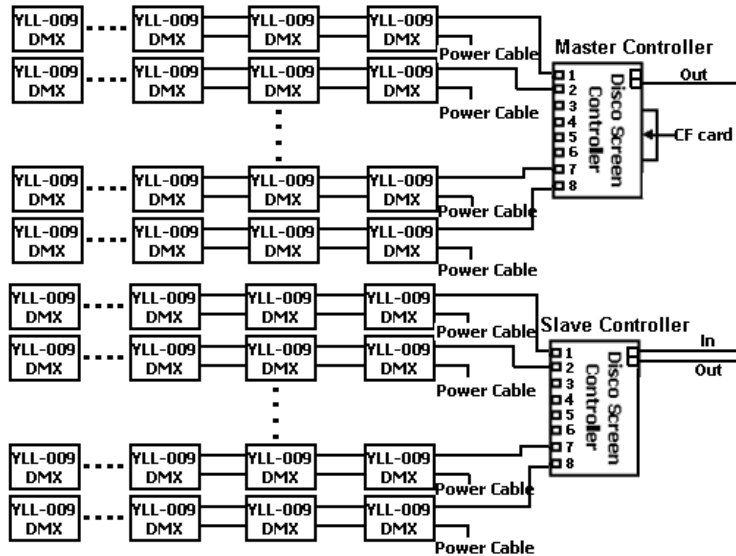 YLL-009 YLL-009 YLL-009 YLL-009
DMX DMX DMX DMX
Power Cable
Master Controller
YLL-009 YLL-009 YLL-009 YLL-009
DMX DMX DMX DMX
Power Cable
Disco Screen
Controller
1
2
3
4
5
6
7
8
Out
CF card
YLL-009 YLL-009 YLL-009 YLL-009
DMX DMX DMX DMX
Power Cable
YLL-009 YLL-009 YLL-009 YLL-009
DMX DMX DMX DMX
Power Cable
YLL-009 YLL-009 YLL-009 YLL-009
DMX DMX DMX DMX
Power Cable
Slave Controller
YLL-009 YLL-009 YLL-009 YLL-009
DMX DMX DMX DMX
Power Cable
Disco Screen
Controller
1
2
3
4
5
6
7
8
In
Out
YLL-009 YLL-009 YLL-009 YLL-009
DMX DMX DMX DMX
Power Cable
YLL-009 YLL-009 YLL-009 YLL-009
DMX DMX DMX DMX
Power Cable